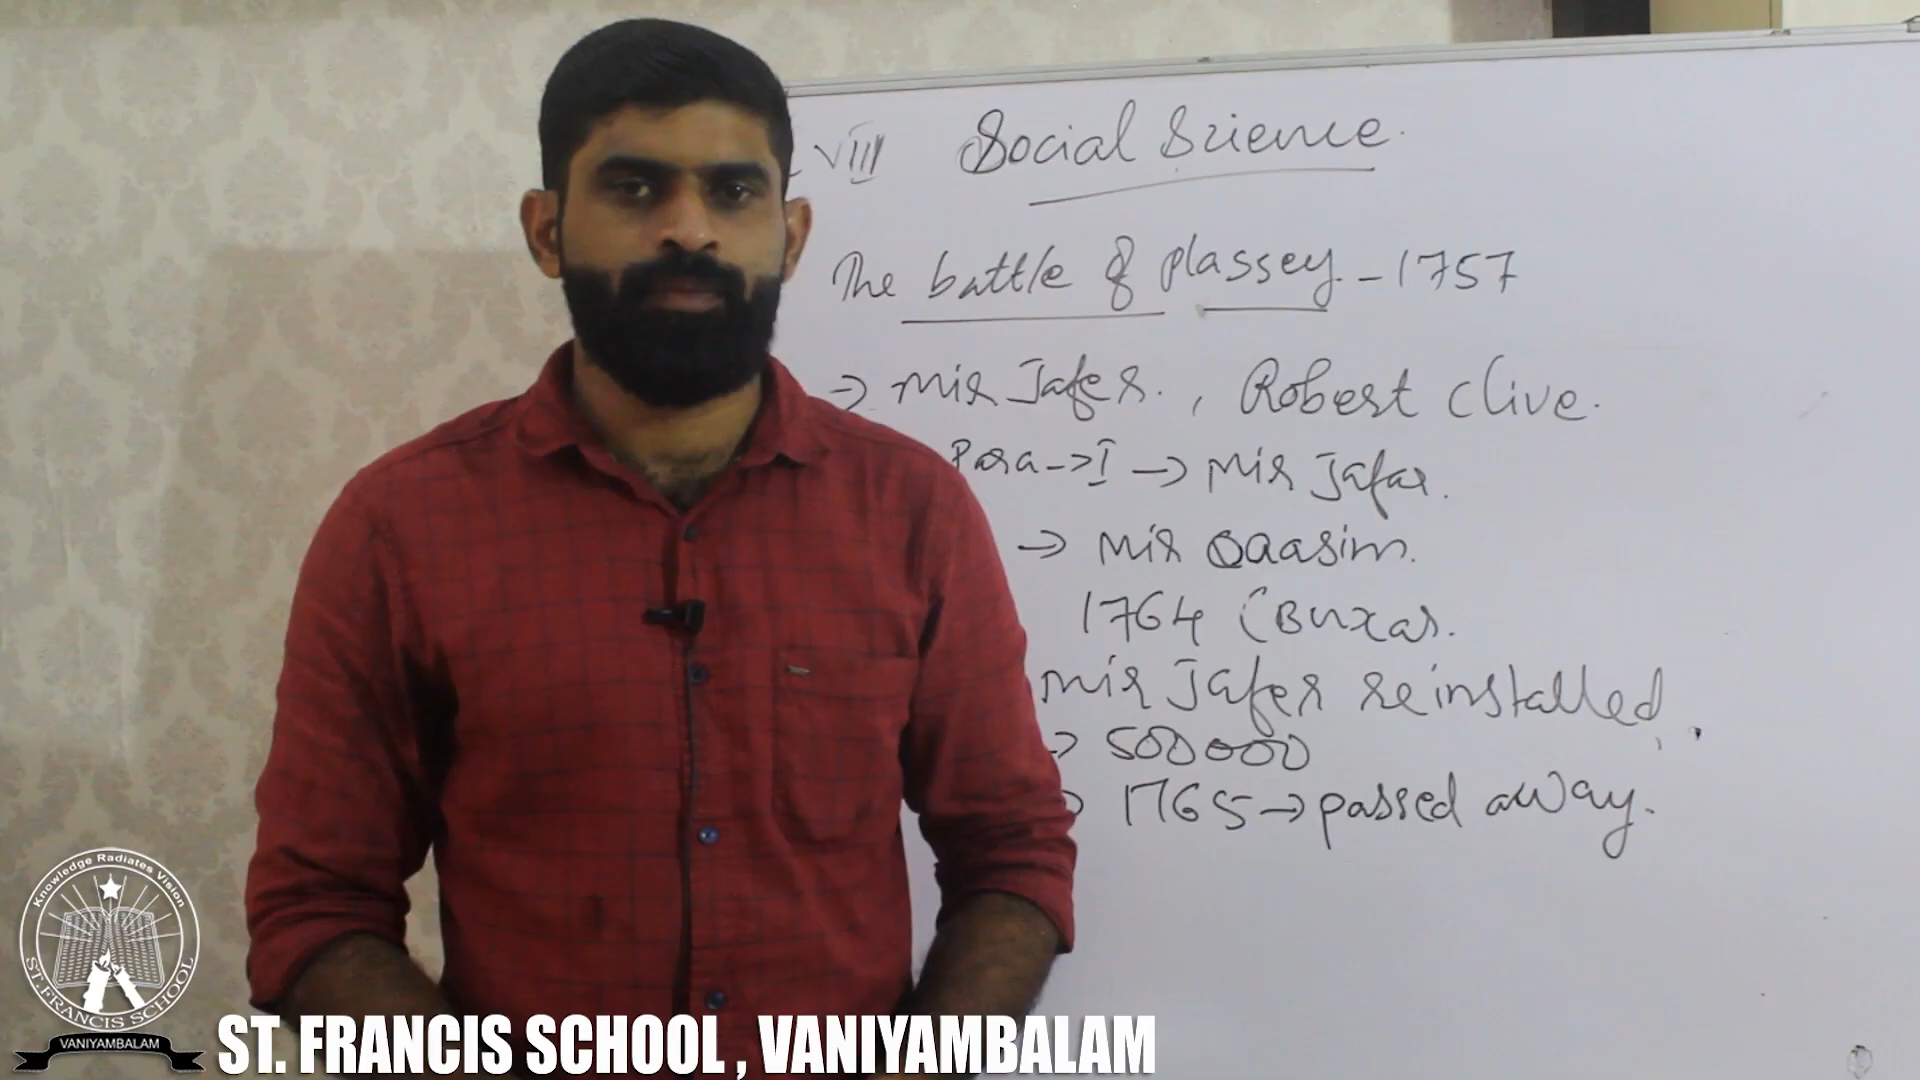 VIII Social Science.
The battle of plassey - 1757
→ Mir Jafer. , Robert Clive.
Para → I → Mir Jafar.
→ Mir Qaasim.
1764 (Buxar.
Mir Jafer reinstalled.
→ 500000
1765 → passed away.
Knowledge Radiates Vision
ST. FRANCIS SCHOOL
VANIYAMBALAM
ST. FRANCIS SCHOOL , VANIYAMBALAM